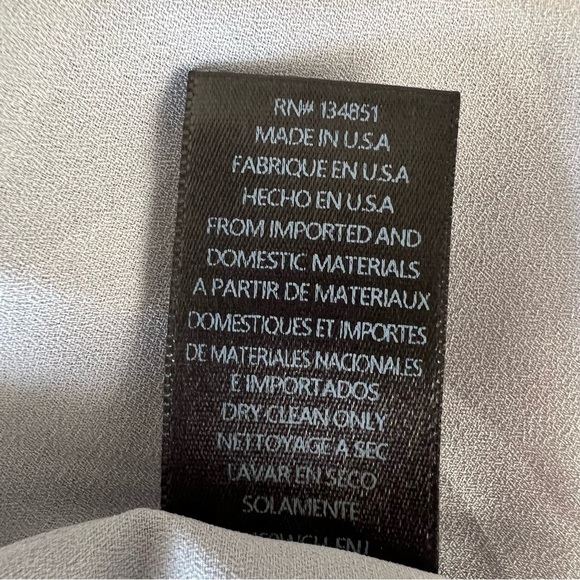 RN# 134851
MADE IN U.S.A
FABRIQUE EN U.S.A
HECHO EN U.S.A
FROM IMPORTED AND
DOMESTIC MATERIALS
A PARTIR DE MATERIAUX
DOMESTIQUES ET IMPORTES
DE MATERIALES NACIONALES
E IMPORTADOS
DRY CLEAN ONLY
NETTOYAGE A SEC
LAVAR EN SECO
SOLAMENTE